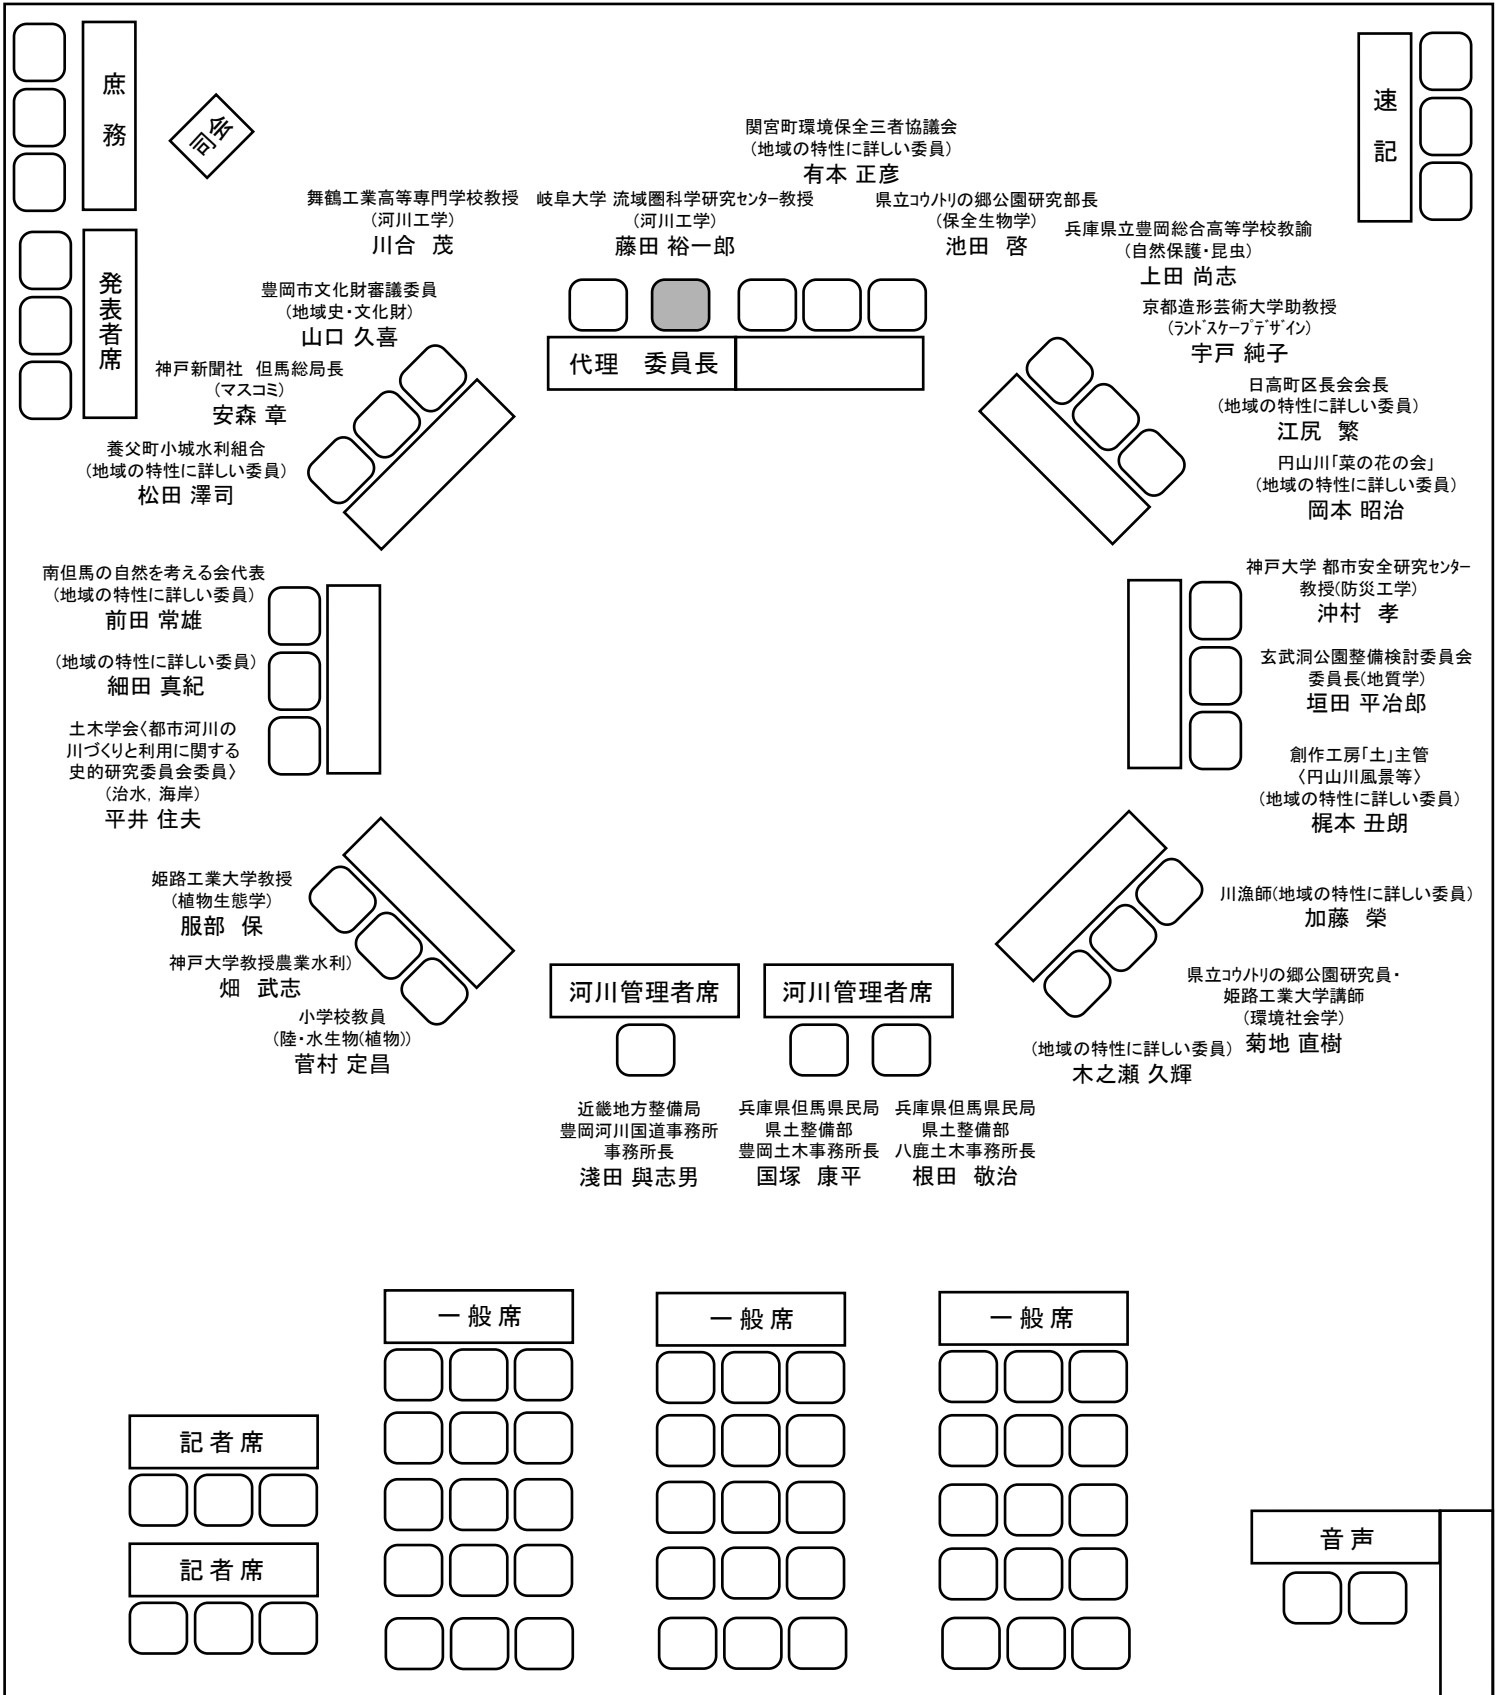 庶務
司会
速記
発表者席
関宮町環境保全三者協議会
(地域の特性に詳しい委員)
有本 正彦
舞鶴工業高等専門学校教授
(河川工学)
川合 茂
岐阜大学 流域圏科学研究センター教授
(河川工学)
藤田 裕一郎
県立コウノトリの郷公園研究部長
(保全生物学)
池田 啓
兵庫県立豊岡総合高等学校教諭
(自然保護・昆虫)
上田 尚志
豊岡市文化財審議委員
(地域史・文化財)
山口 久喜
京都造形芸術大学助教授
(ランドスケープデザイン)
宇戸 純子
代理 委員長
神戸新聞社 但馬総局長
(マスコミ)
安森 章
日高町区長会会長
(地域の特性に詳しい委員)
江尻 繁
養父町小城水利組合
(地域の特性に詳しい委員)
松田 澤司
円山川「菜の花の会」
(地域の特性に詳しい委員)
岡本 昭治
南但馬の自然を考える会代表
(地域の特性に詳しい委員)
前田 常雄
神戸大学 都市安全研究センター
教授(防災工学)
沖村 孝
(地域の特性に詳しい委員)
細田 真紀
玄武洞公園整備検討委員会
委員長(地質学)
垣田 平治郎
土木学会〈都市河川の
川づくりと利用に関する
史的研究委員会委員〉
(治水, 海岸)
平井 住夫
創作工房「土」主管
〈円山川風景等〉
(地域の特性に詳しい委員)
梶本 丑朗
姫路工業大学教授
(植物生態学)
服部 保
川漁師(地域の特性に詳しい委員)
加藤 榮
神戸大学教授農業水利)
畑 武志
県立コウノトリの郷公園研究員・
姫路工業大学講師
(環境社会学)
菊地 直樹
小学校教員
(陸・水生物(植物))
菅村 定昌
(地域の特性に詳しい委員)
木之瀬 久輝
河川管理者席
河川管理者席
近畿地方整備局
豊岡河川国道事務所
事務所長
淺田 與志男
兵庫県但馬県民局
県土整備部
豊岡土木事務所長
国塚 康平
兵庫県但馬県民局
県土整備部
八鹿土木事務所長
根田 敬治
一般席
一般席
一般席
記者席
記者席
音声